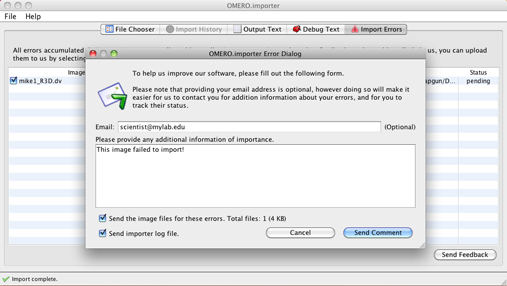 OMERO.importer
File Help
File Chooser Import History Output Text Debug Text Import Errors
All errors accumulated us, you can upload
them to us by selecting
Image Status
mike1_R3D.dv apgun/D... pending
OMERO.importer Error Dialog
To help us improve our software, please fill out the following form.
Please note that providing your email address is optional, however doing so will make it
easier for us to contact you for addition information about your errors, and for you to
track their status.
Email: scientist@mylab.edu (Optional)
Please provide any additional information of importance.
This image failed to import!
Send the image files for these errors. Total files: 1 (4 KB)
Send importer log file.
Cancel Send Comment
Send Feedback
Import complete.